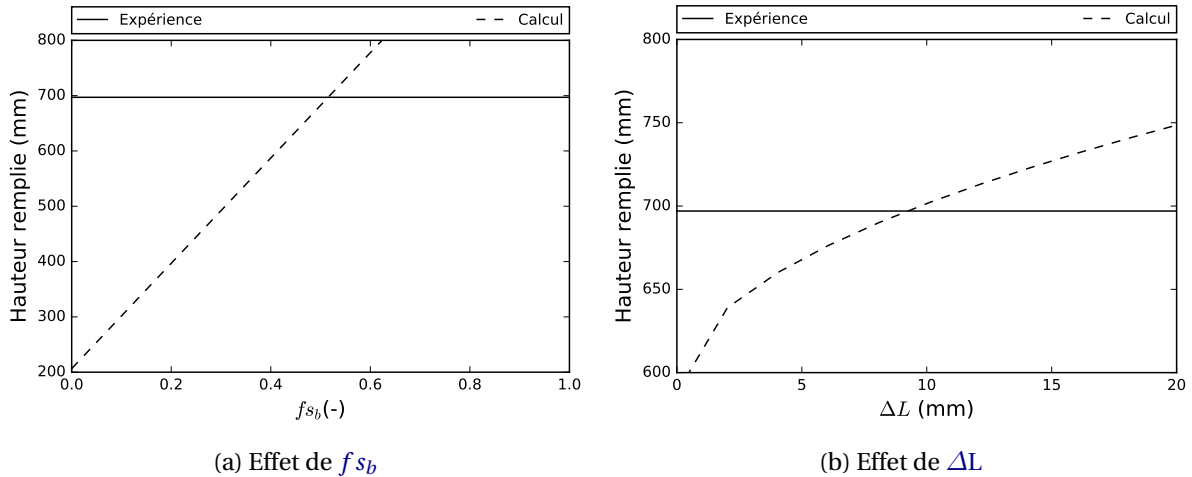 Expérience Calcul
800
700
600
500
400
300
200
0.0 0.2 0.4 0.6 0.8 1.0
Hauteur remplie (mm)
fs_b(-)
(a) Effet de fs_b
Expérience Calcul
800
750
700
650
600
0 5 10 15 20
Hauteur remplie (mm)
ΔL (mm)
(b) Effet de ΔL